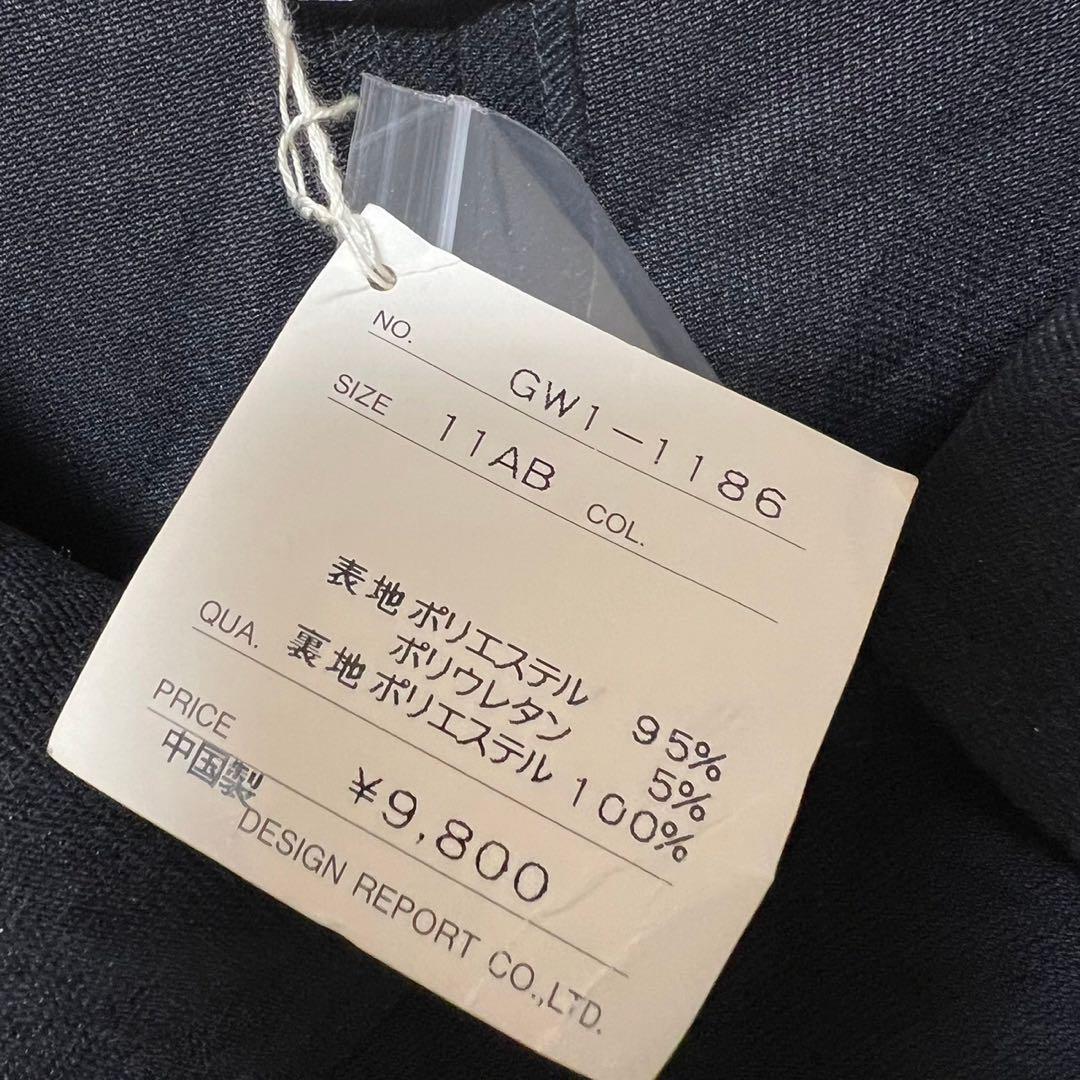 NO. GW1-1186
SIZE 11AB COL.
表地 ポリエステル 95%
ポリウレタン 5%
QUA. 裏地 ポリエステル 100%
PRICE ¥9,800
中国製
DESIGN REPORT CO.,LTD.